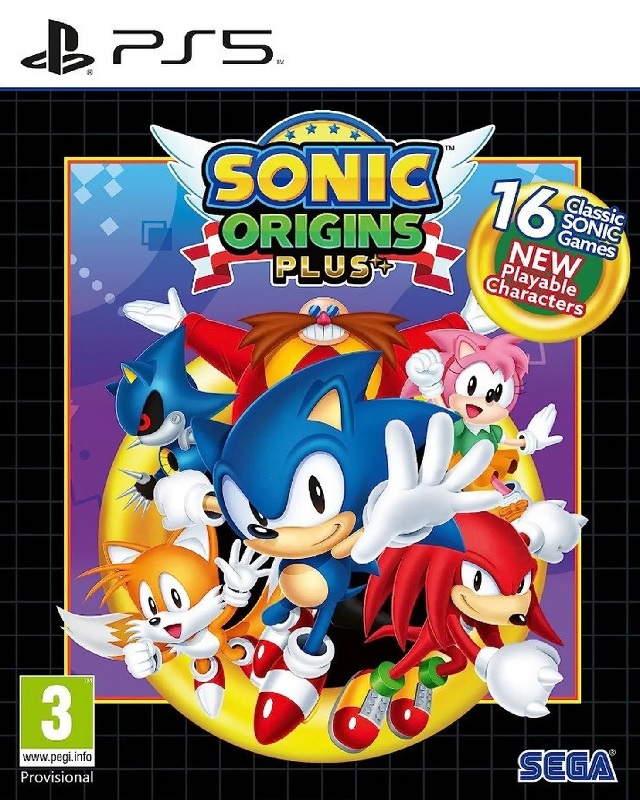 PS5
SONIC
ORIGINS
PLUS
16
Classic
SONIC
Games
NEW
Playable
Characters
3
www.pegi.info
Provisional
SEGA